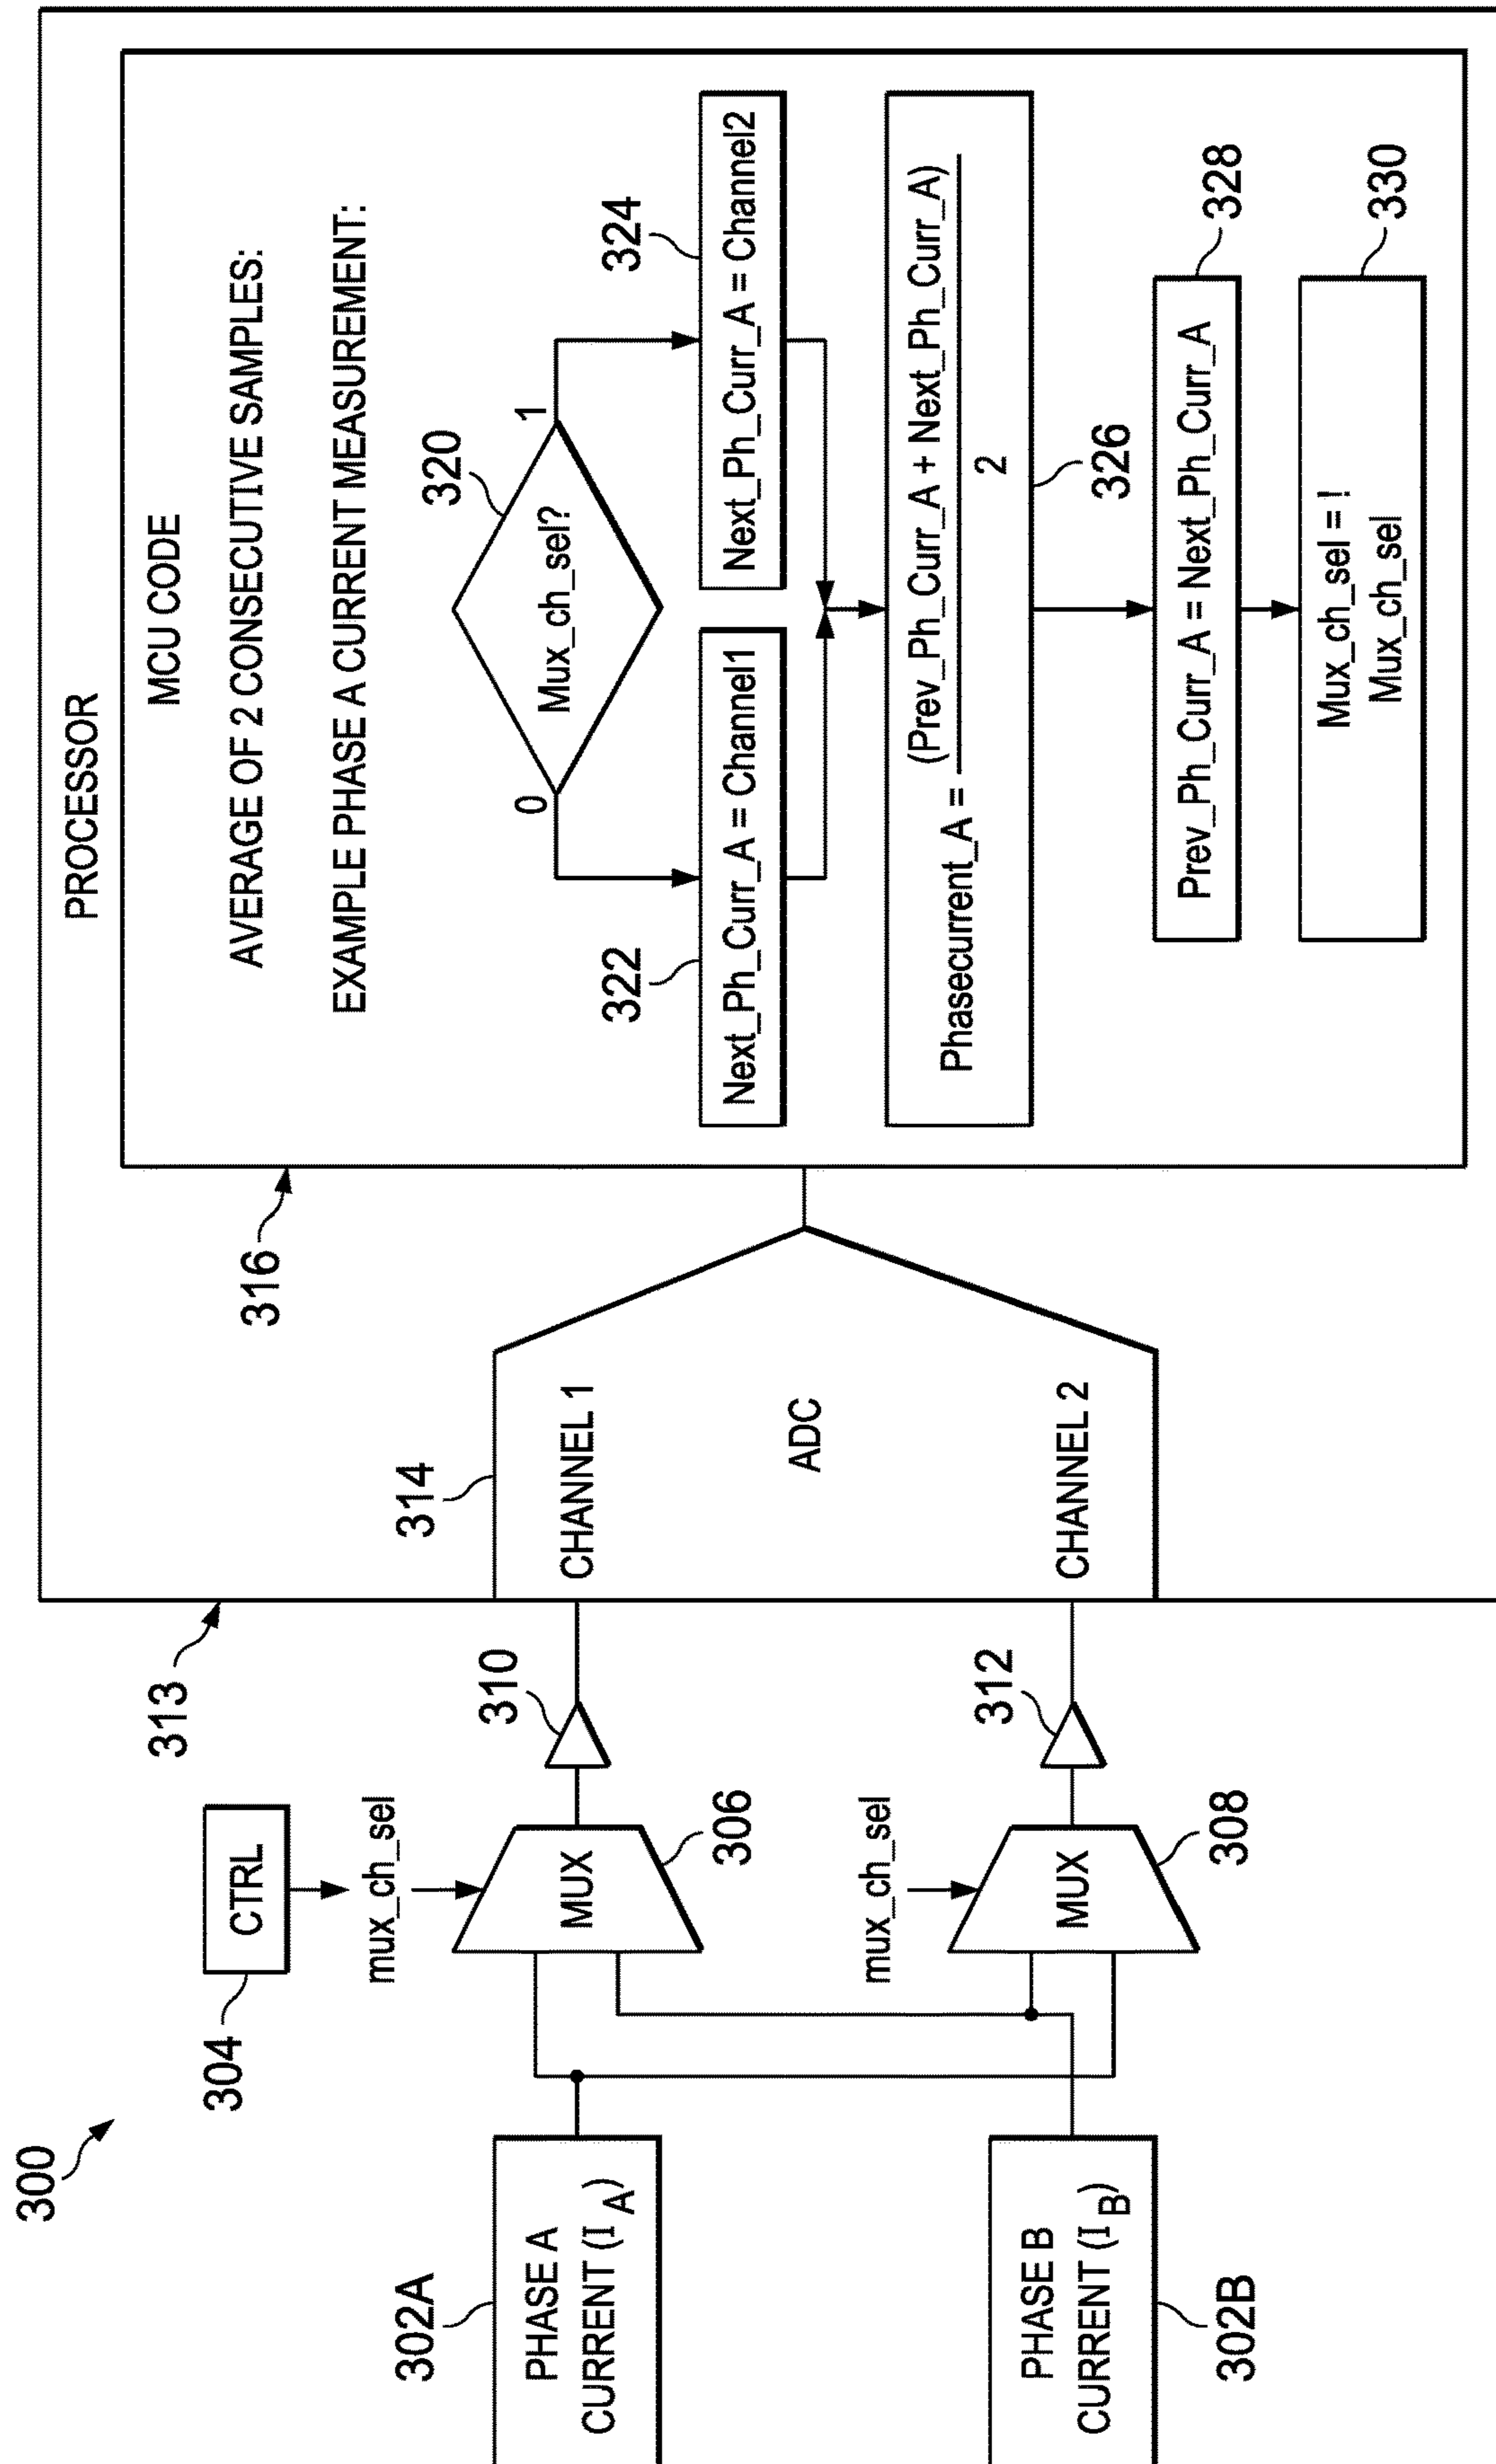 300
304
CTRL
mux_ch_sel
302A
PHASE A
CURRENT (I A)
MUX
306
310
302B
PHASE B
CURRENT (I B)
mux_ch_sel
MUX
308
312
313
PROCESSOR
314
CHANNEL 1
ADC
CHANNEL 2
316
MCU CODE
AVERAGE OF 2 CONSECUTIVE SAMPLES:
EXAMPLE PHASE A CURRENT MEASUREMENT:
320
0
Mux_ch_sel?
1
322
Next_Ph_Curr_A = Channel1
324
Next_Ph_Curr_A = Channel2
Phasecurrent_A = (Prev_Ph_Curr_A + Next_Ph_Curr_A)
2
326
Prev_Ph_Curr_A = Next_Ph_Curr_A
328
Mux_ch_sel = !
Mux_ch_sel
330